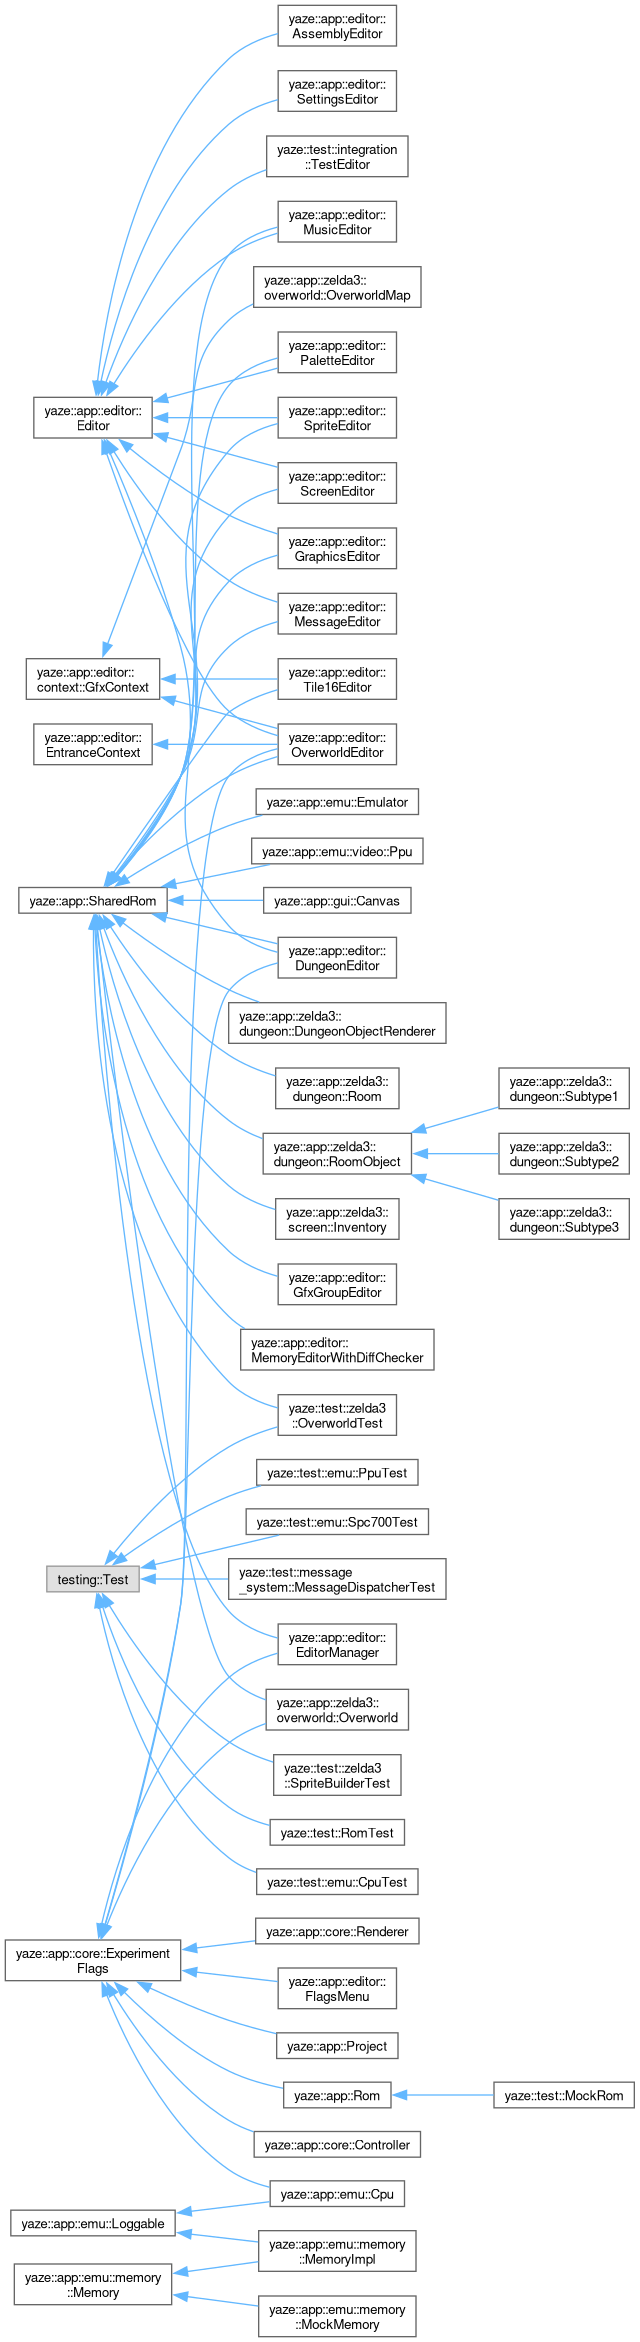 yaze::app::editor::
AssemblyEditor
yaze::app::editor::
SettingsEditor
yaze::test::integration
::TestEditor
yaze::app::editor::
MusicEditor
yaze::app::zelda3::
overworld::OverworldMap
yaze::app::editor::
PaletteEditor
yaze::app::editor::
Editor
yaze::app::editor::
SpriteEditor
yaze::app::editor::
ScreenEditor
yaze::app::editor::
GraphicsEditor
yaze::app::editor::
MessageEditor
yaze::app::editor::
context::GfxContext
yaze::app::editor::
Tile16Editor
yaze::app::editor::
EntranceContext
yaze::app::editor::
OverworldEditor
yaze::app::emu::Emulator
yaze::app::emu::video::Ppu
yaze::app::SharedRom
yaze::app::gui::Canvas
yaze::app::editor::
DungeonEditor
yaze::app::zelda3::
dungeon::DungeonObjectRenderer
yaze::app::zelda3::
dungeon::Room
yaze::app::zelda3::
dungeon::Subtype1
yaze::app::zelda3::
dungeon::RoomObject
yaze::app::zelda3::
dungeon::Subtype2
yaze::app::zelda3::
screen::Inventory
yaze::app::zelda3::
dungeon::Subtype3
yaze::app::editor::
GfxGroupEditor
yaze::app::editor::
MemoryEditorWithDiffChecker
yaze::test::zelda3
::OverworldTest
yaze::test::emu::PpuTest
yaze::test::emu::Spc700Test
testing::Test
yaze::test::message
_system::MessageDispatcherTest
yaze::app::editor::
EditorManager
yaze::app::zelda3::
overworld::Overworld
yaze::test::zelda3
::SpriteBuilderTest
yaze::test::RomTest
yaze::test::emu::CpuTest
yaze::app::core::Renderer
yaze::app::core::Experiment
Flags
yaze::app::editor::
FlagsMenu
yaze::app::Project
yaze::app::Rom
yaze::test::MockRom
yaze::app::core::Controller
yaze::app::emu::Cpu
yaze::app::emu::Loggable
yaze::app::emu::memory
::MemoryImpl
yaze::app::emu::memory
::Memory
yaze::app::emu::memory
::MockMemory